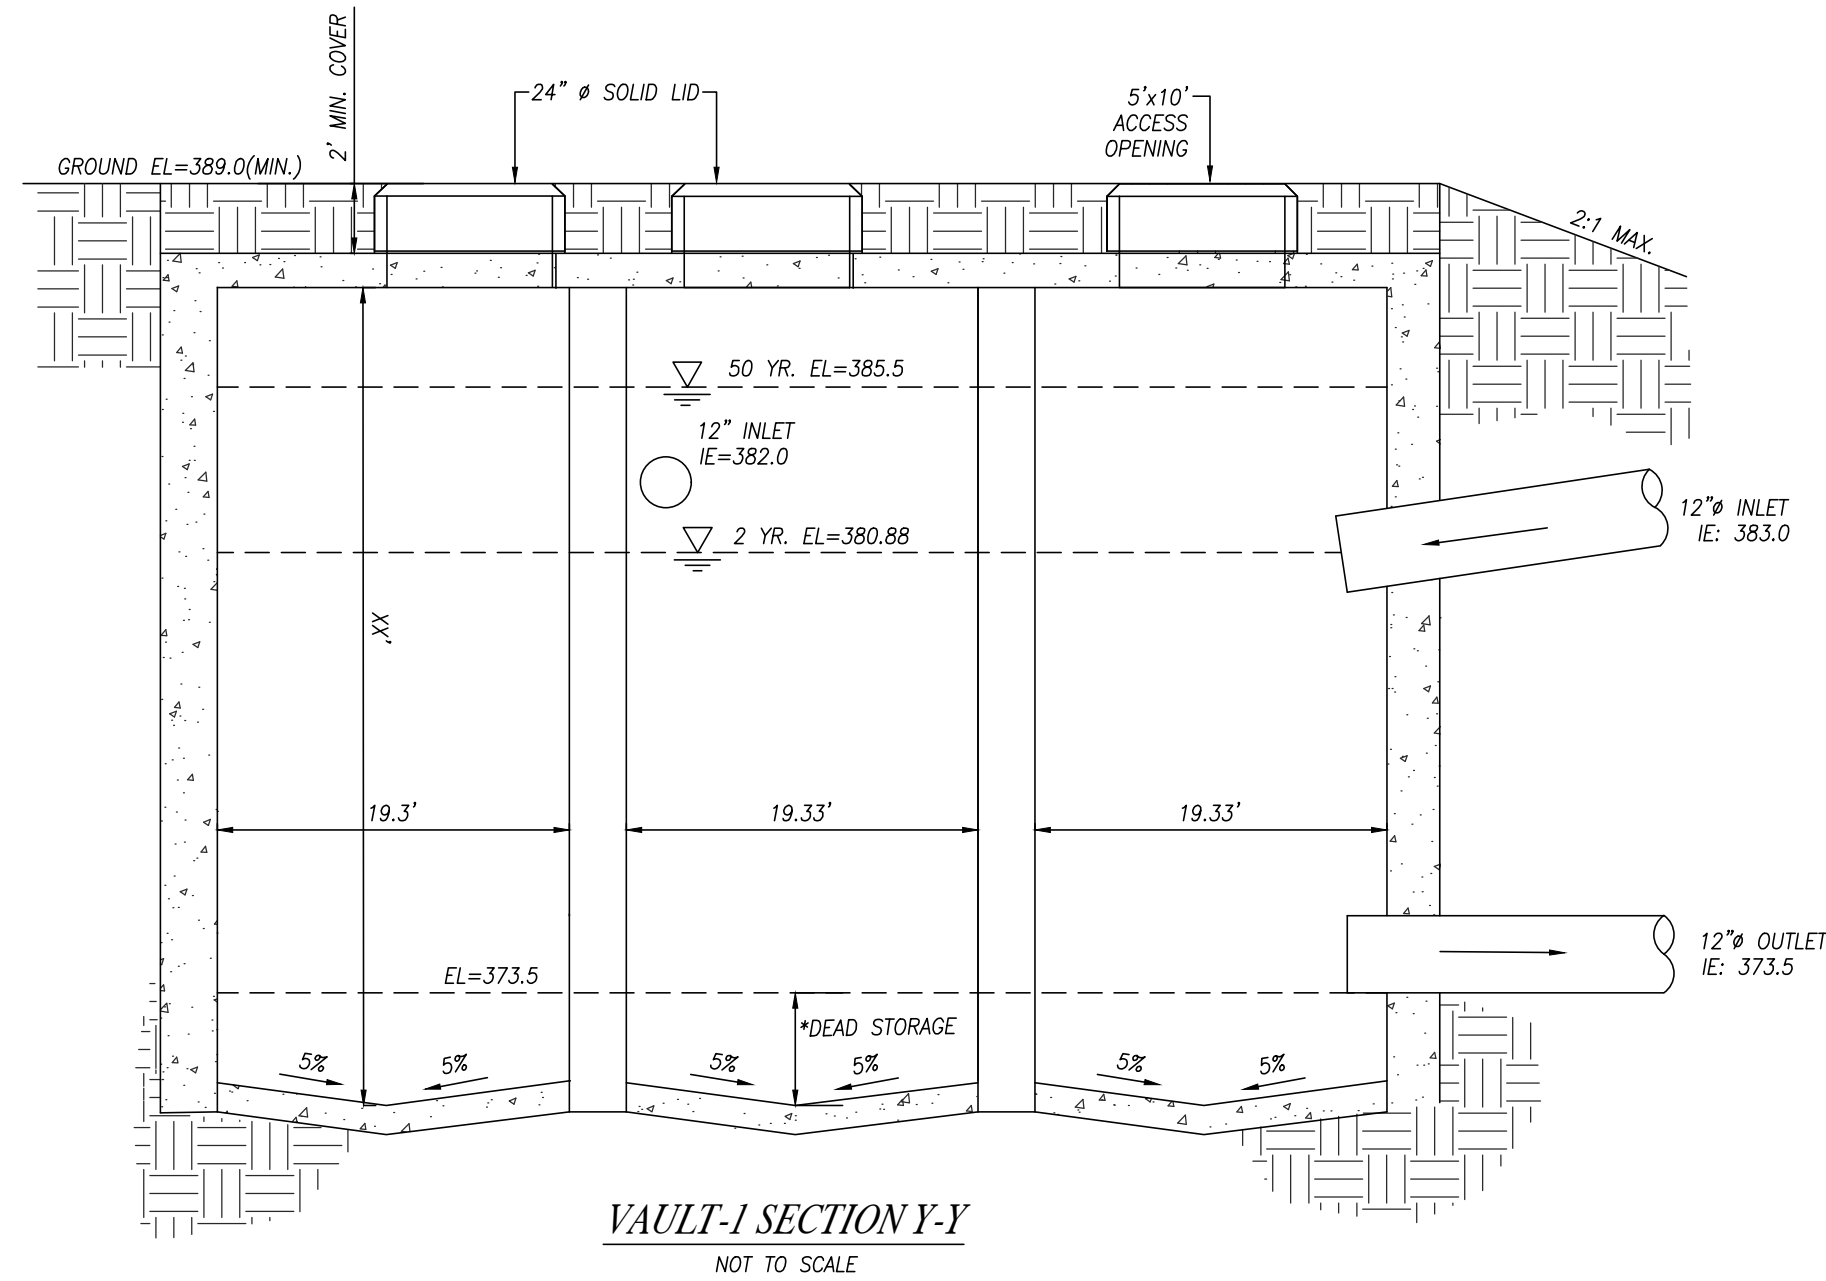 2' MIN. COVER
24" Ø SOLID LID
5'x10'
ACCESS
OPENING
GROUND EL=389.0(MIN.)
2:1 MAX.
50 YR. EL=385.5
12" INLET
IE=382.0
2 YR. EL=380.88
12"Ø INLET
IE: 383.0
XX'
19.3'
19.33'
19.33'
12"Ø OUTLET
IE: 373.5
EL=373.5
*DEAD STORAGE
5%
5%
5%
5%
5%
5%
VAULT-1 SECTION Y-Y
NOT TO SCALE